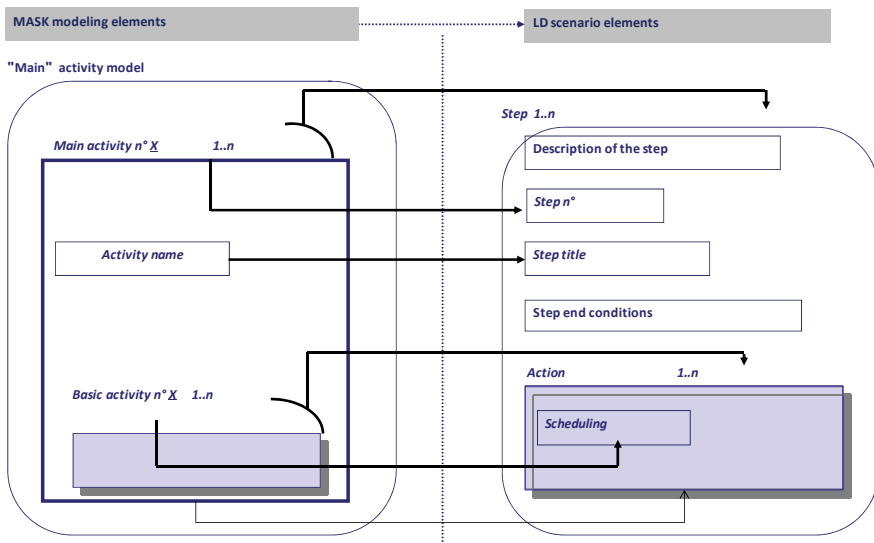 MASK modeling elements
LD scenario elements
"Main" activity model
Step 1..n
Main activity n° X 1..n
Description of the step
Step n°
Activity name
Step title
Step end conditions
Action 1..n
Basic activity n° X 1..n
Scheduling